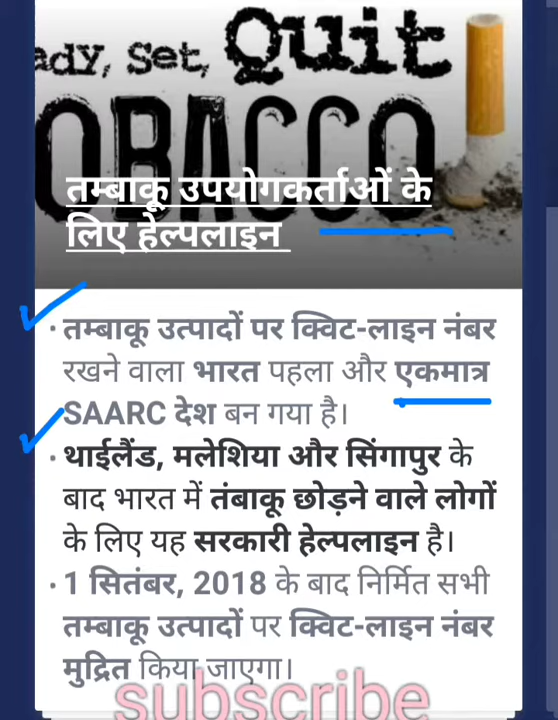 ady, Set, Quit
OBACCO
तम्बाकू उपयोगकर्ताओं के
लिए हेल्पलाइन
· तम्बाकू उत्पादों पर क्विट-लाइन नंबर
रखने वाला भारत पहला और एकमात्र
SAARC देश बन गया है।
· थाईलैंड, मलेशिया और सिंगापुर के
बाद भारत में तंबाकू छोड़ने वाले लोगों
के लिए यह सरकारी हेल्पलाइन है।
· 1 सितंबर, 2018 के बाद निर्मित सभी
तम्बाकू उत्पादों पर क्विट-लाइन नंबर
मुद्रित किया जाएगा।
subscribe